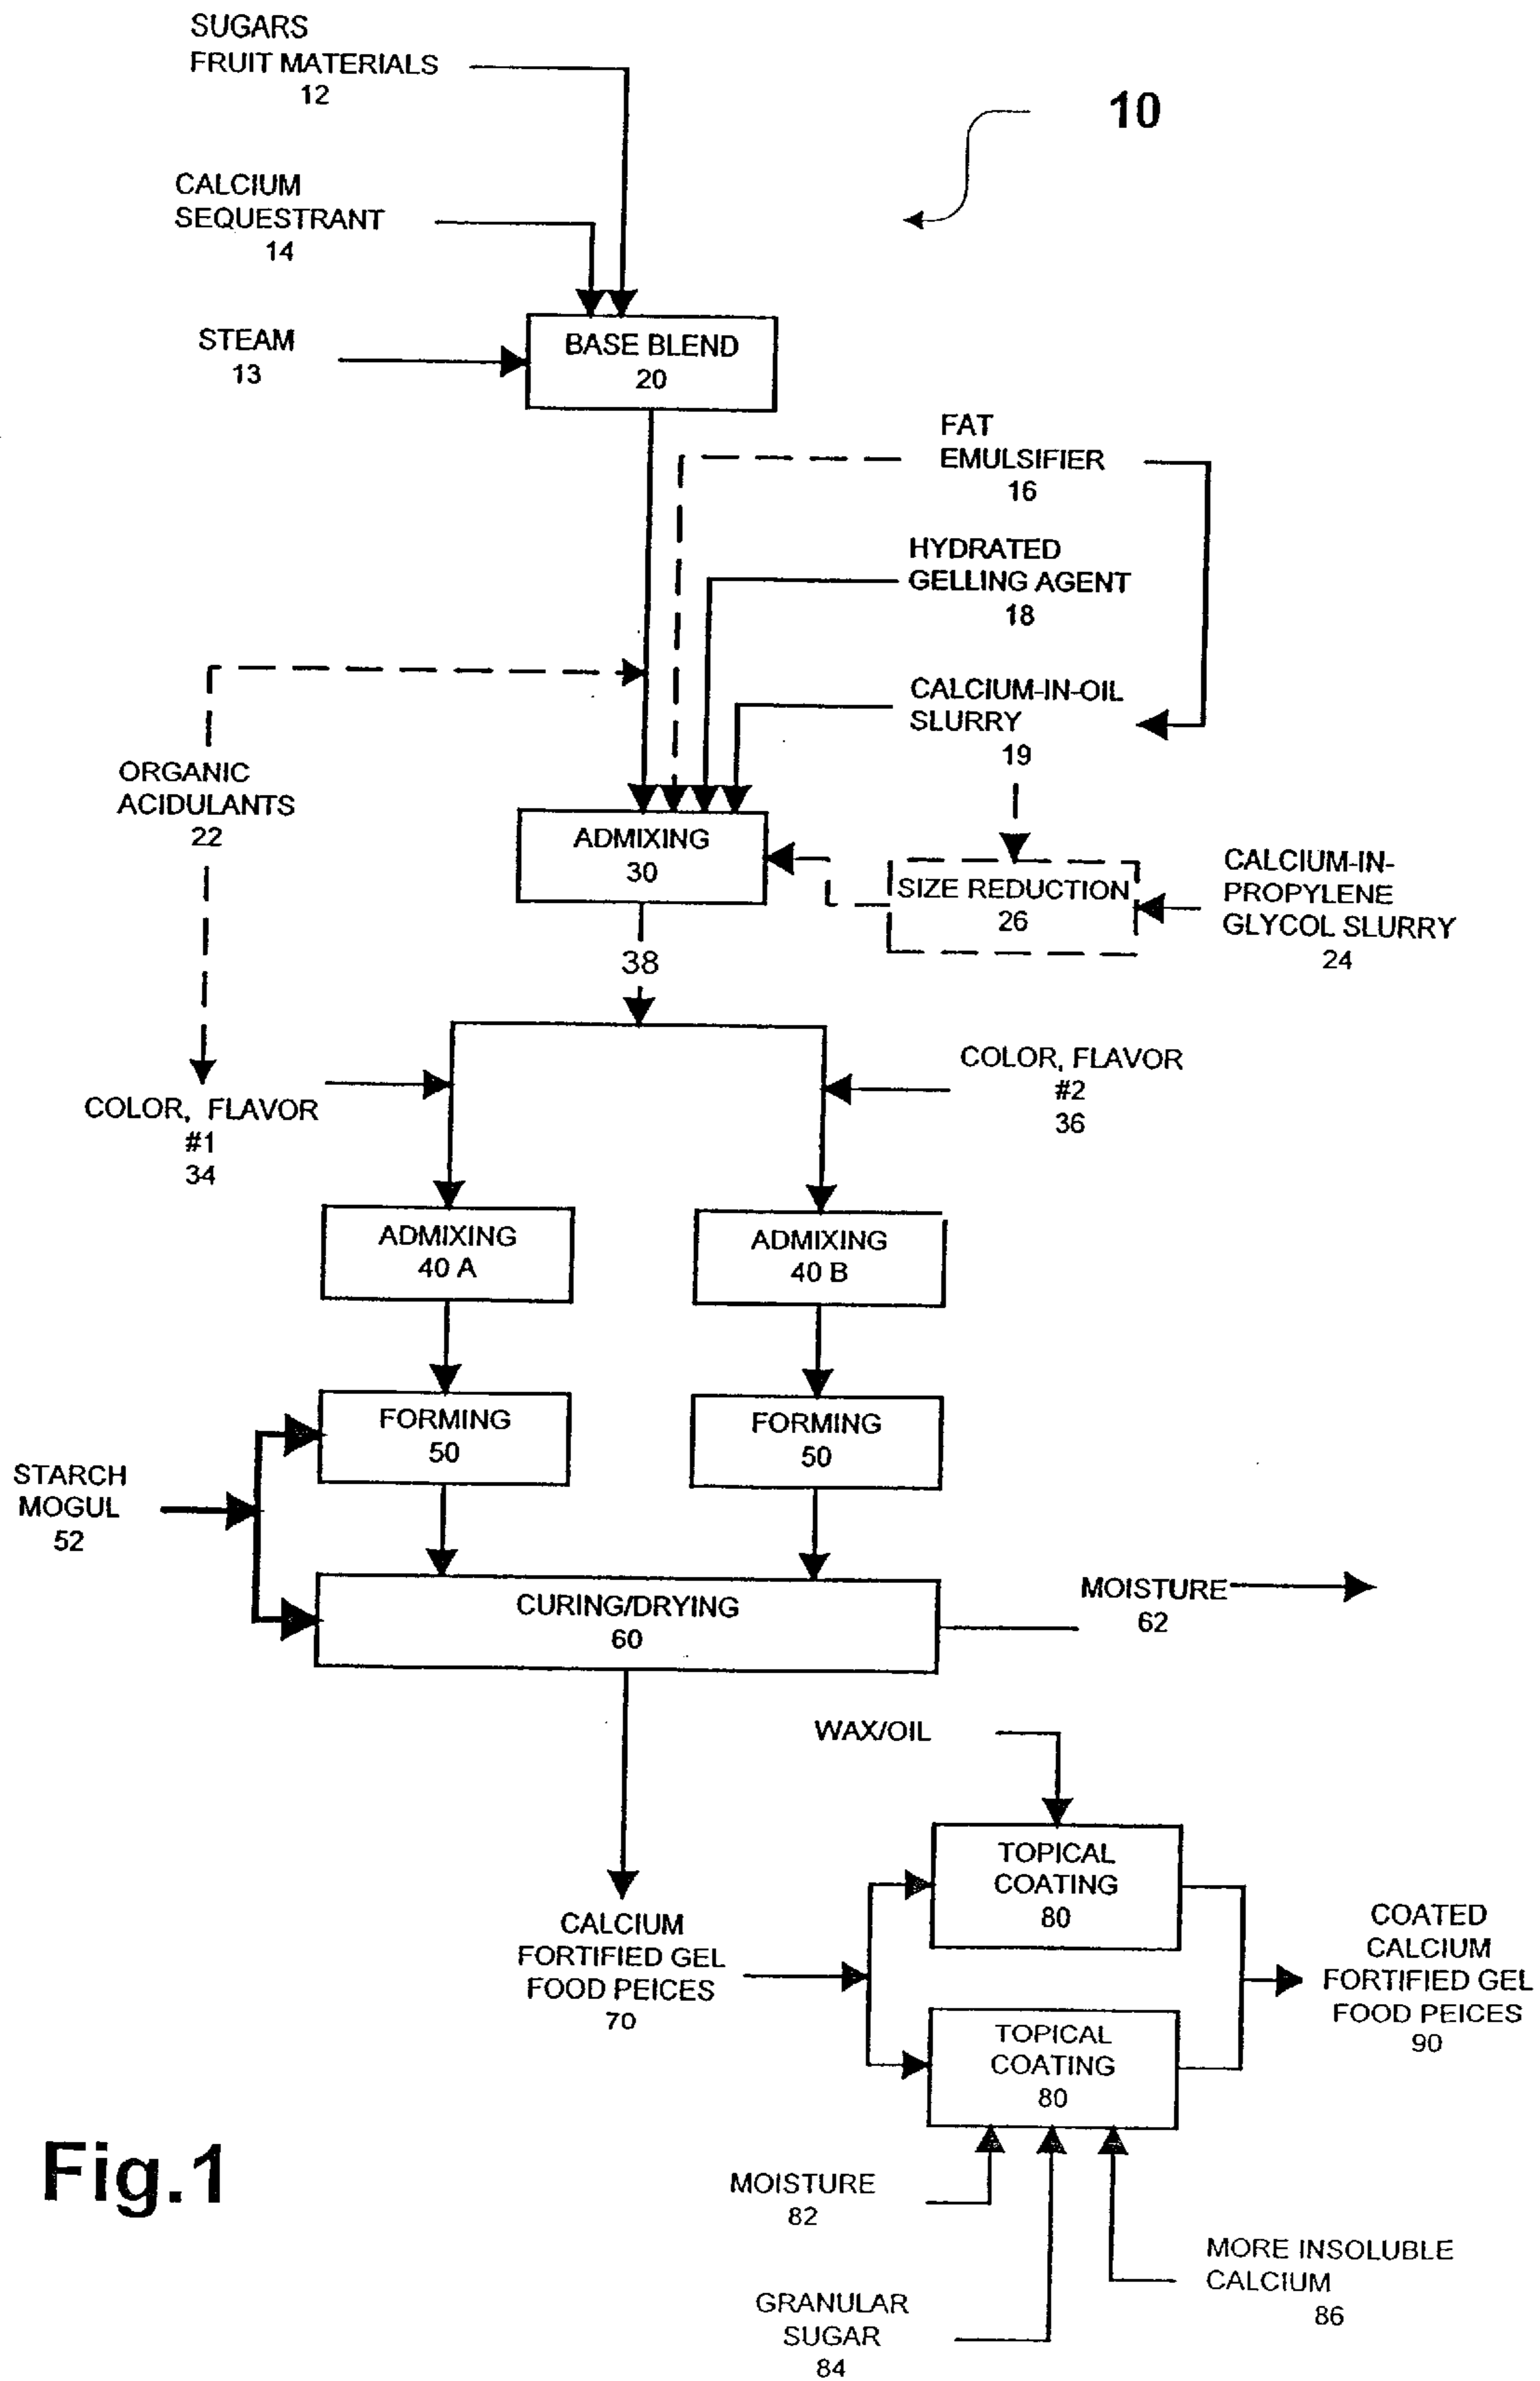 SUGARS
FRUIT MATERIALS
12
10
CALCIUM
SEQUESTRANT
14
STEAM
13
BASE BLEND
20
FAT
EMULSIFIER
16
HYDRATED
GELLING AGENT
18
CALCIUM-IN-OIL
SLURRY
19
ORGANIC
ACIDULANTS
22
ADMIXING
30
SIZE REDUCTION
26
CALCIUM-IN-
PROPYLENE
GLYCOL SLURRY
24
38
COLOR, FLAVOR
#1
34
COLOR, FLAVOR
#2
36
ADMIXING
40 A
ADMIXING
40 B
FORMING
50
FORMING
50
STARCH
MOGUL
52
CURING/DRYING
60
MOISTURE
62
WAX/OIL
TOPICAL
COATING
80
CALCIUM
FORTIFIED GEL
FOOD PEICES
70
TOPICAL
COATING
80
COATED
CALCIUM
FORTIFIED GEL
FOOD PEICES
90
MOISTURE
82
GRANULAR
SUGAR
84
MORE INSOLUBLE
CALCIUM
86
Fig.1